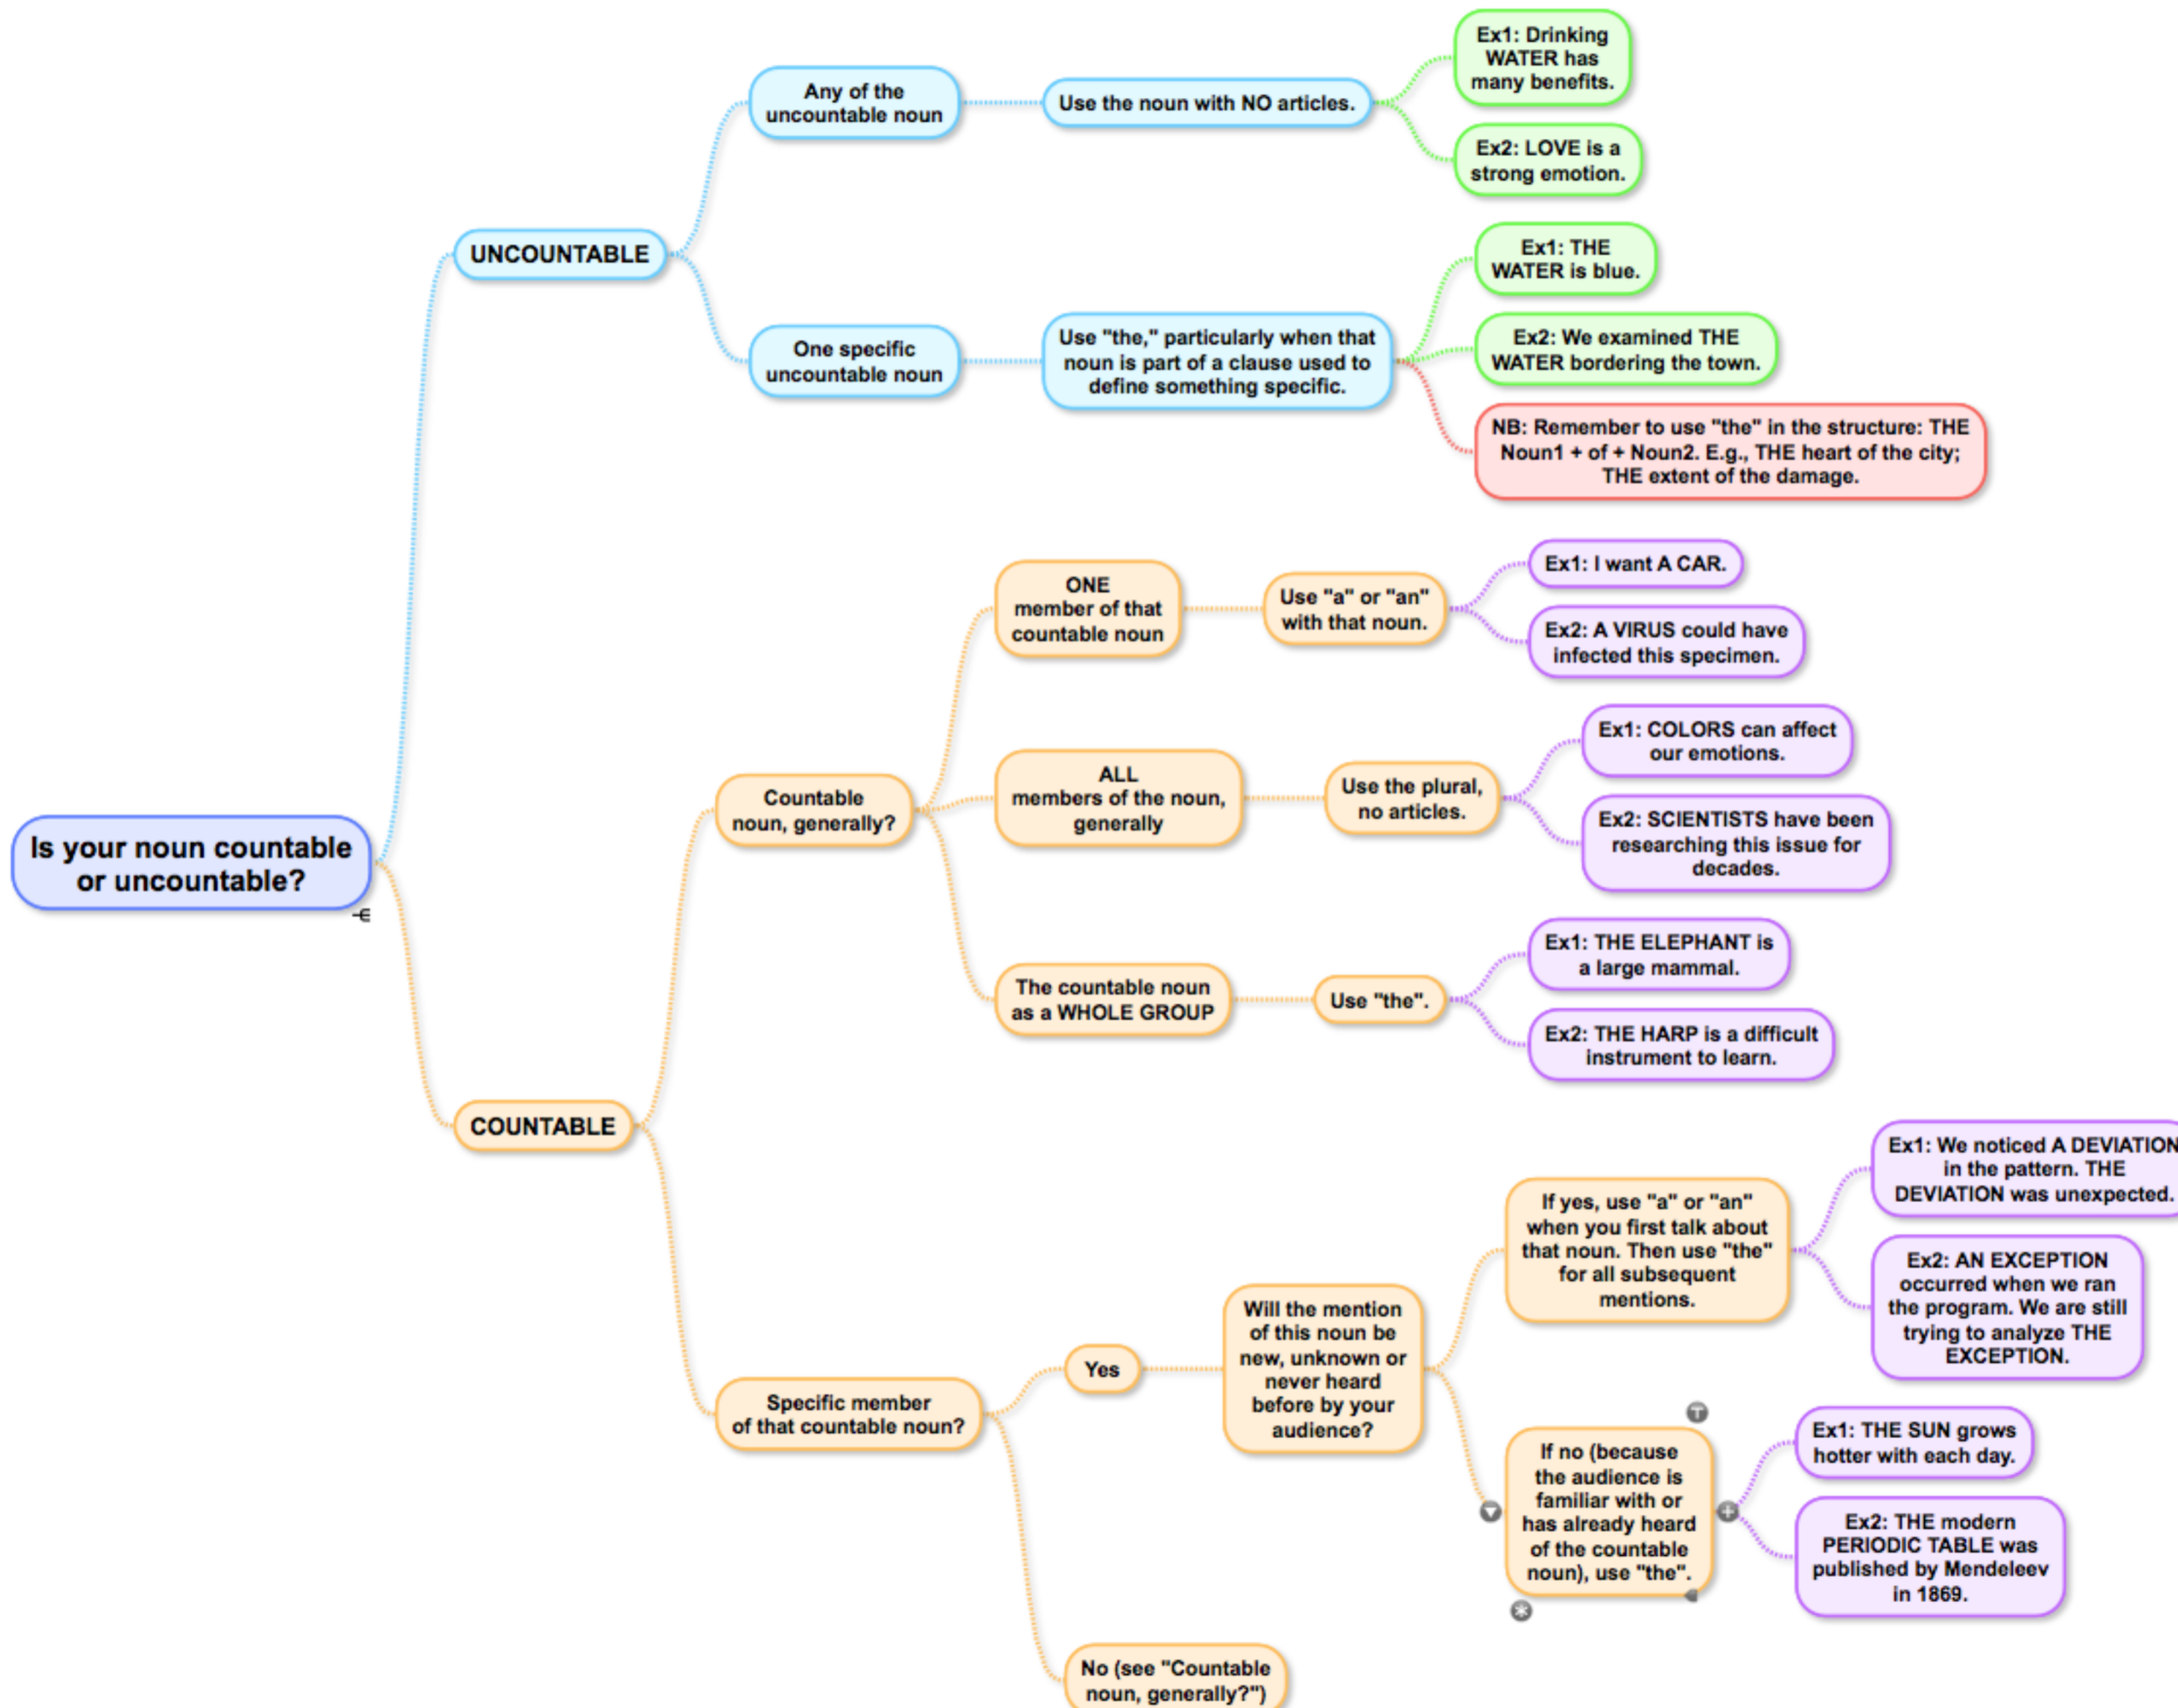 Is your noun countable
or uncountable?
UNCOUNTABLE
Any of the
uncountable noun
Use the noun with NO articles.
Ex1: Drinking
WATER has
many benefits.
Ex2: LOVE is a
strong emotion.
One specific
uncountable noun
Use "the," particularly when that
noun is part of a clause used to
define something specific.
Ex1: THE
WATER is blue.
Ex2: We examined THE
WATER bordering the town.
NB: Remember to use "the" in the structure: THE
Noun1 + of + Noun2. E.g., THE heart of the city;
THE extent of the damage.
COUNTABLE
Countable
noun, generally?
ONE
member of that
countable noun
Use "a" or "an"
with that noun.
Ex1: I want A CAR.
Ex2: A VIRUS could have
infected this specimen.
ALL
members of the noun,
generally
Use the plural,
no articles.
Ex1: COLORS can affect
our emotions.
Ex2: SCIENTISTS have been
researching this issue for
decades.
The countable noun
as a WHOLE GROUP
Use "the".
Ex1: THE ELEPHANT is
a large mammal.
Ex2: THE HARP is a difficult
instrument to learn.
Specific member
of that countable noun?
Yes
Will the mention
of this noun be
new, unknown or
never heard
before by your
audience?
If yes, use "a" or "an"
when you first talk about
that noun. Then use "the"
for all subsequent
mentions.
Ex1: We noticed A DEVIATION
in the pattern. THE
DEVIATION was unexpected.
Ex2: AN EXCEPTION
occurred when we ran
the program. We are still
trying to analyze THE
EXCEPTION.
If no (because
the audience is
familiar with or
has already heard
of the countable
noun), use "the".
Ex1: THE SUN grows
hotter with each day.
Ex2: THE modern
PERIODIC TABLE was
published by Mendeleev
in 1869.
No (see "Countable
noun, generally?")